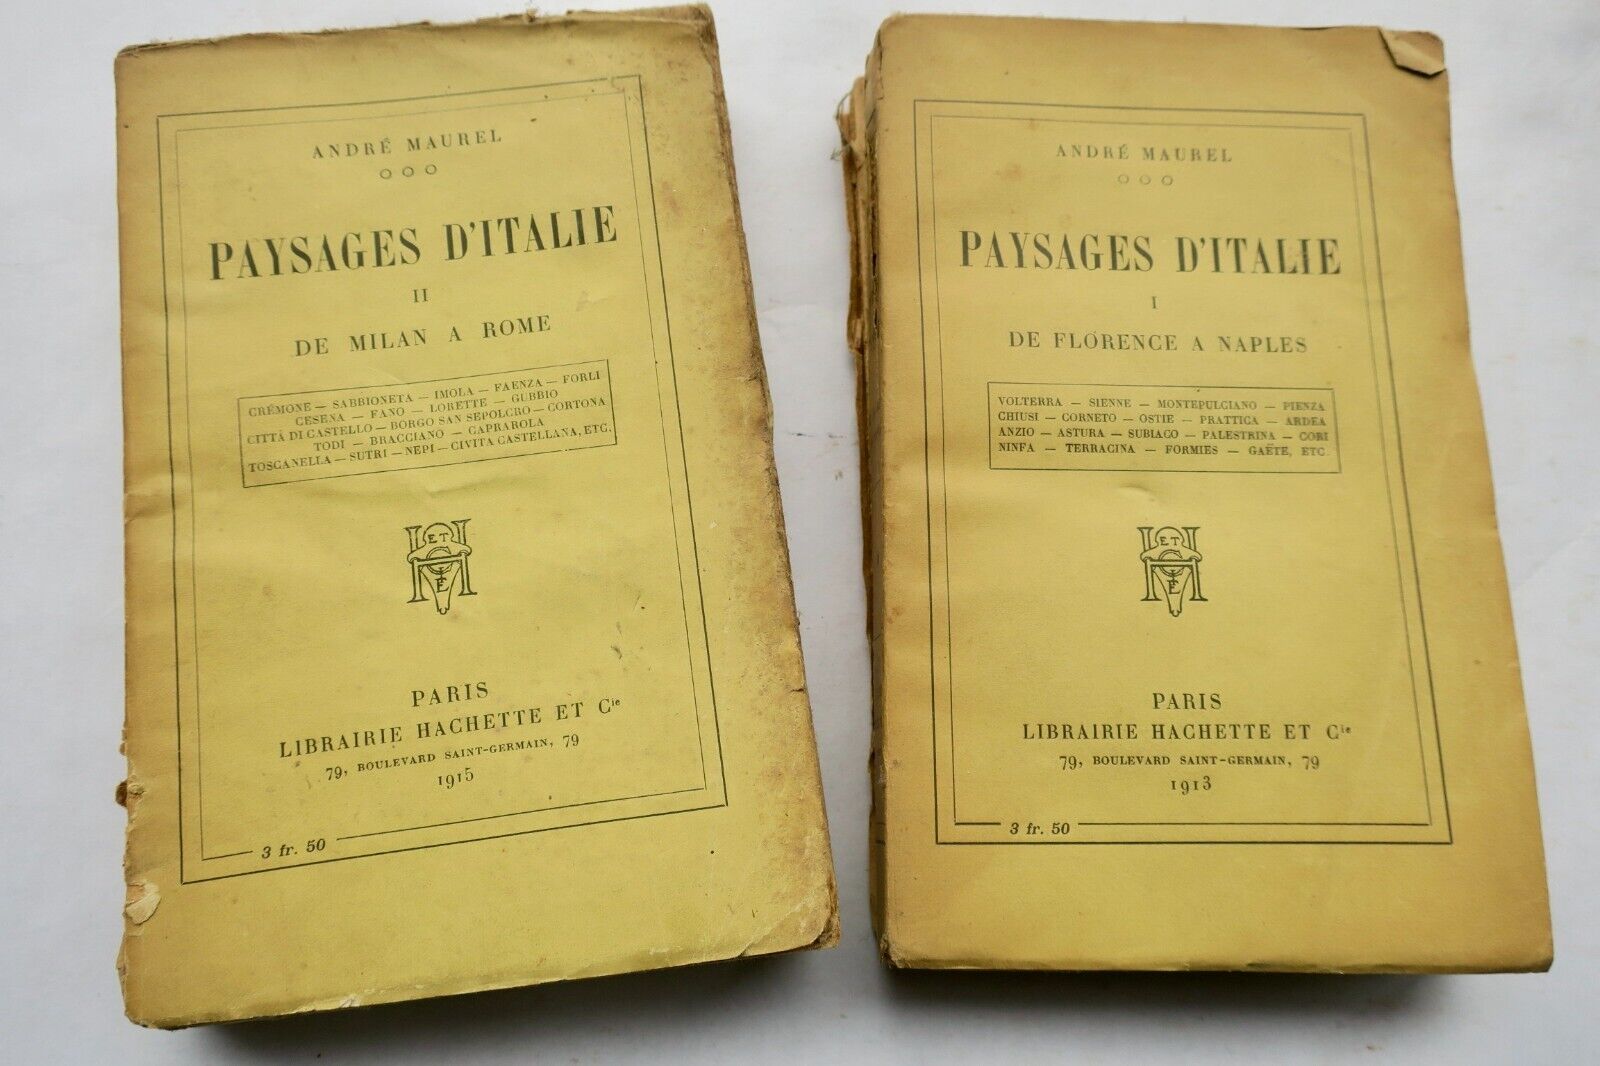 ANDRÉ MAUREL
PAYSAGES D'ITALIE
II
DE MILAN A ROME
CRÉMONE — SABBIONETA — IMOLA — FAENZA — FORLI
CESENA — FANO — LORETTE — GUBBIO
CITTÀ DI CASTELLO — BORGO SAN SEPOLCRO — CORTONA
TODI — BRACCIANO — CAPRAROLA
TOSCANELLA — SUTRI — NEPI — CIVITA CASTELLANA, ETC.
H ET Cie
PARIS
LIBRAIRIE HACHETTE ET Cie
79, BOULEVARD SAINT-GERMAIN, 79
1915
3 fr. 50
ANDRÉ MAUREL
PAYSAGES D'ITALIE
I
DE FLORENCE A NAPLES
VOLTERRA — SIENNE — MONTEPULCIANO — PIENZA
CHIUSI — CORNETO — OSTIE — PRATTICA — ARDEA
ANZIO — ASTURA — SUBIACO — PALESTRINA — CORI
NINFA — TERRACINA — FORMIES — GAËTE, ETC.
H ET Cie
PARIS
LIBRAIRIE HACHETTE ET Cie
79, BOULEVARD SAINT-GERMAIN, 79
1913
3 fr. 50